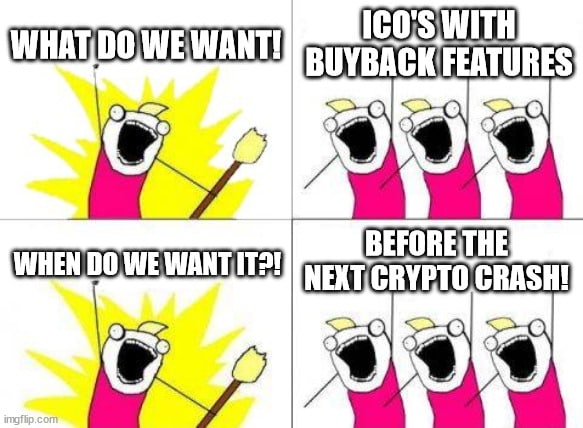 WHAT DO WE WANT!
ICO'S WITH
BUYBACK FEATURES
WHEN DO WE WANT IT?!
BEFORE THE
NEXT CRYPTO CRASH!
imgflip.com